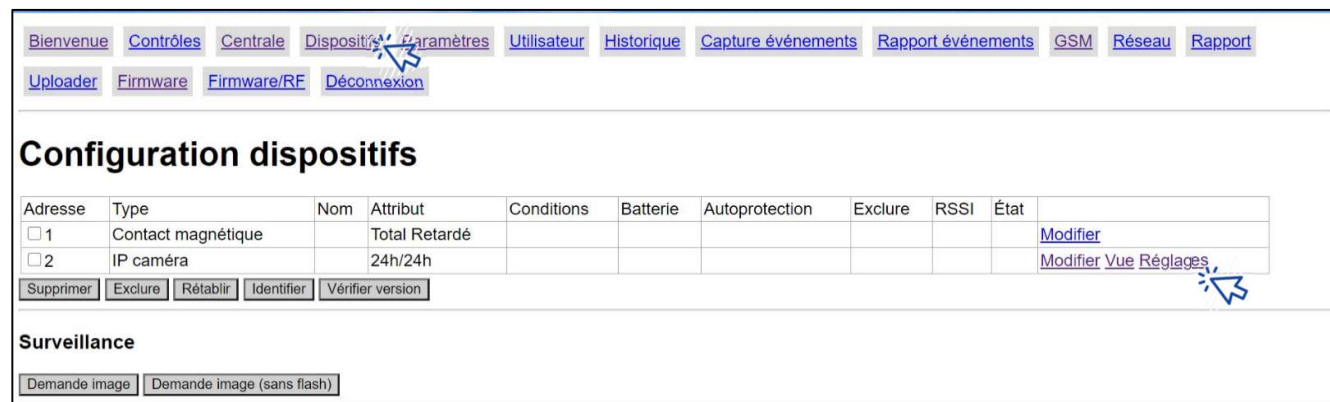 Bienvenue Contrôles Centrale Dispositifs Paramètres Utilisateur Historique Capture événements Rapport événements GSM Réseau Rapport
Uploader Firmware Firmware/RF Déconnexion
Configuration dispositifs
Adresse Type Nom Attribut Conditions Batterie Autoprotection Exclure RSSI État
1 Contact magnétique Total Retardé Modifier
2 IP caméra 24h/24h Modifier Vue Réglages
Supprimer Exclure Rétablir Identifier Vérifier version
Surveillance
Demande image Demande image (sans flash)